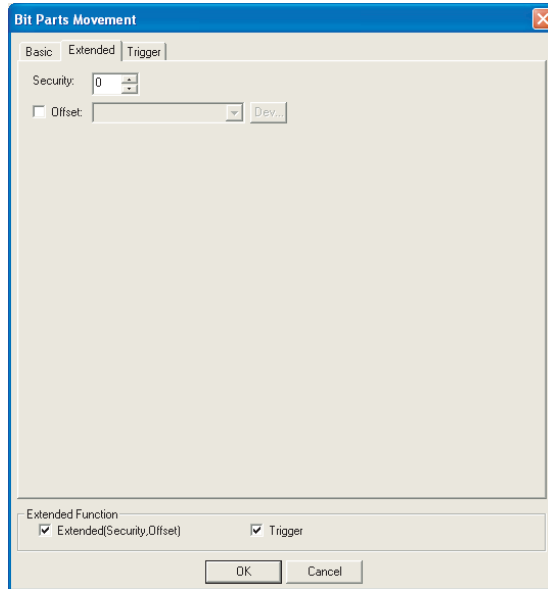 Bit Parts Movement
Basic Extended Trigger
Security: 0
Offset: Dev...
Extended Function
Extended(Security,Offset) Trigger
OK Cancel